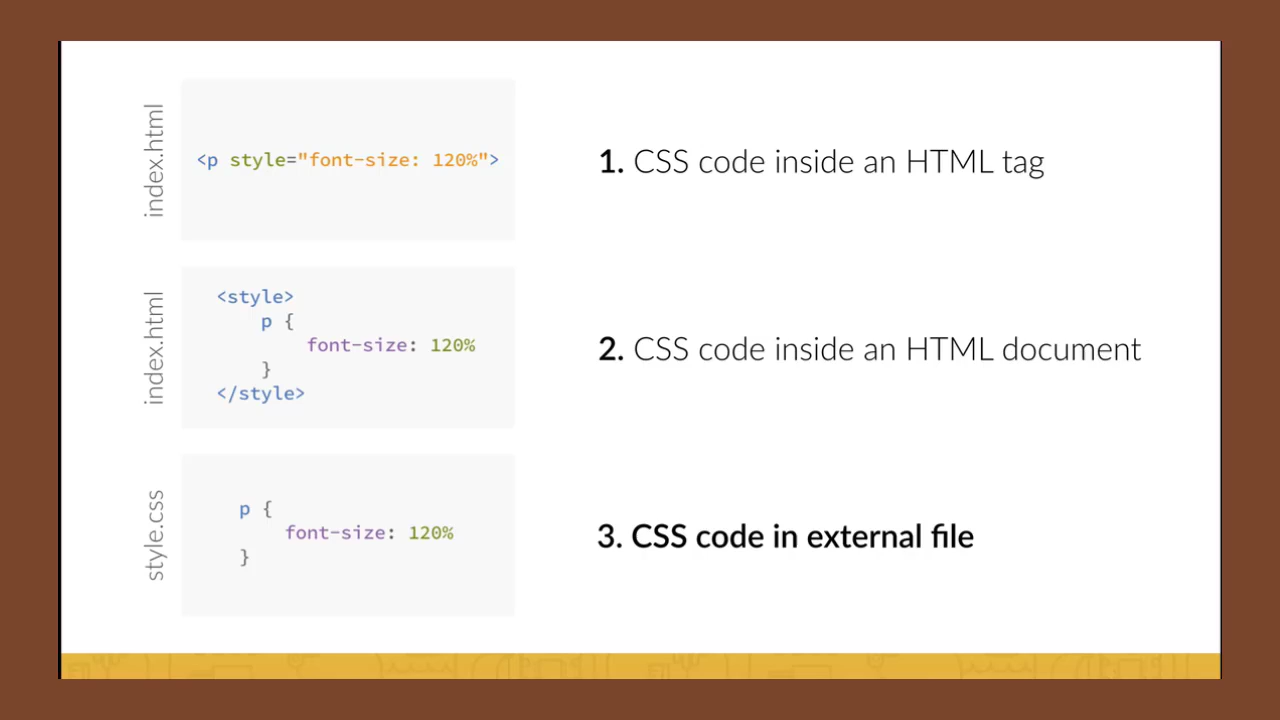 index.html
<p style="font-size: 120%">
1. CSS code inside an HTML tag
index.html
<style>
p {
font-size: 120%
}
</style>
2. CSS code inside an HTML document
style.css
p {
font-size: 120%
}
3. CSS code in external file